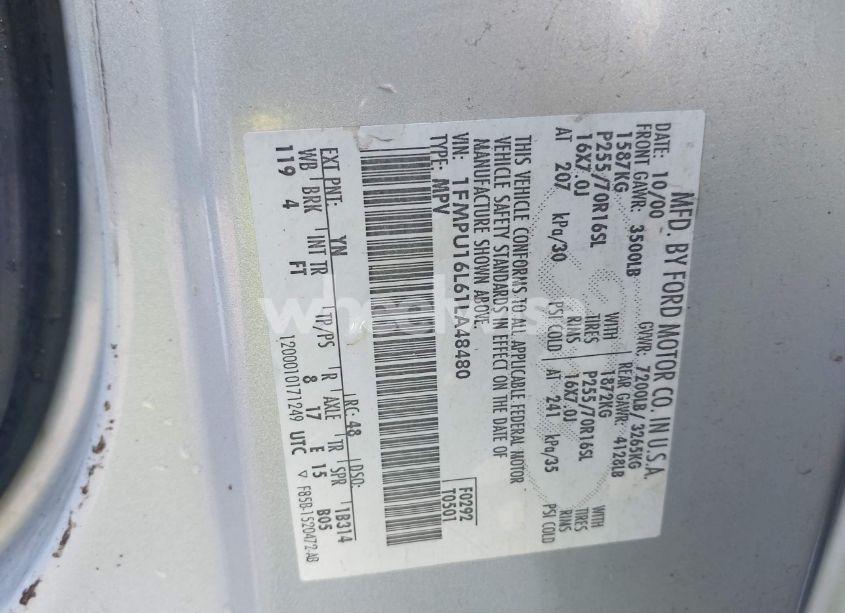 MFD. BY FORD MOTOR CO. IN U.S.A.
DATE: 10/00 GVWR: 7200LB/ 3265KG
FRONT GAWR: 3500LB REAR GAWR: 4128LB
1587KG WITH 1872KG WITH
P255/70R16SL TIRES P255/70R16SL TIRES
16X7.0J RIMS 16X7.0J RIMS
AT 207 kPa/30 PSI COLD AT 241 kPa/35 PSI COLD
THIS VEHICLE CONFORMS TO ALL APPLICABLE FEDERAL MOTOR
VEHICLE SAFETY STANDARDS IN EFFECT ON THE DATE OF
MANUFACTURE SHOWN ABOVE.
VIN: 1FMPU16L61LA48480
TYPE: MPV
F0292
T0501
EXT PNT: YN RC: 48 DSO:
WB BRK INT TR TP/PS R AXLE TR SPR 1B314
119 4 FT 8 17 E 15 B05
1200010171249 UTC F85B-1520472-AB